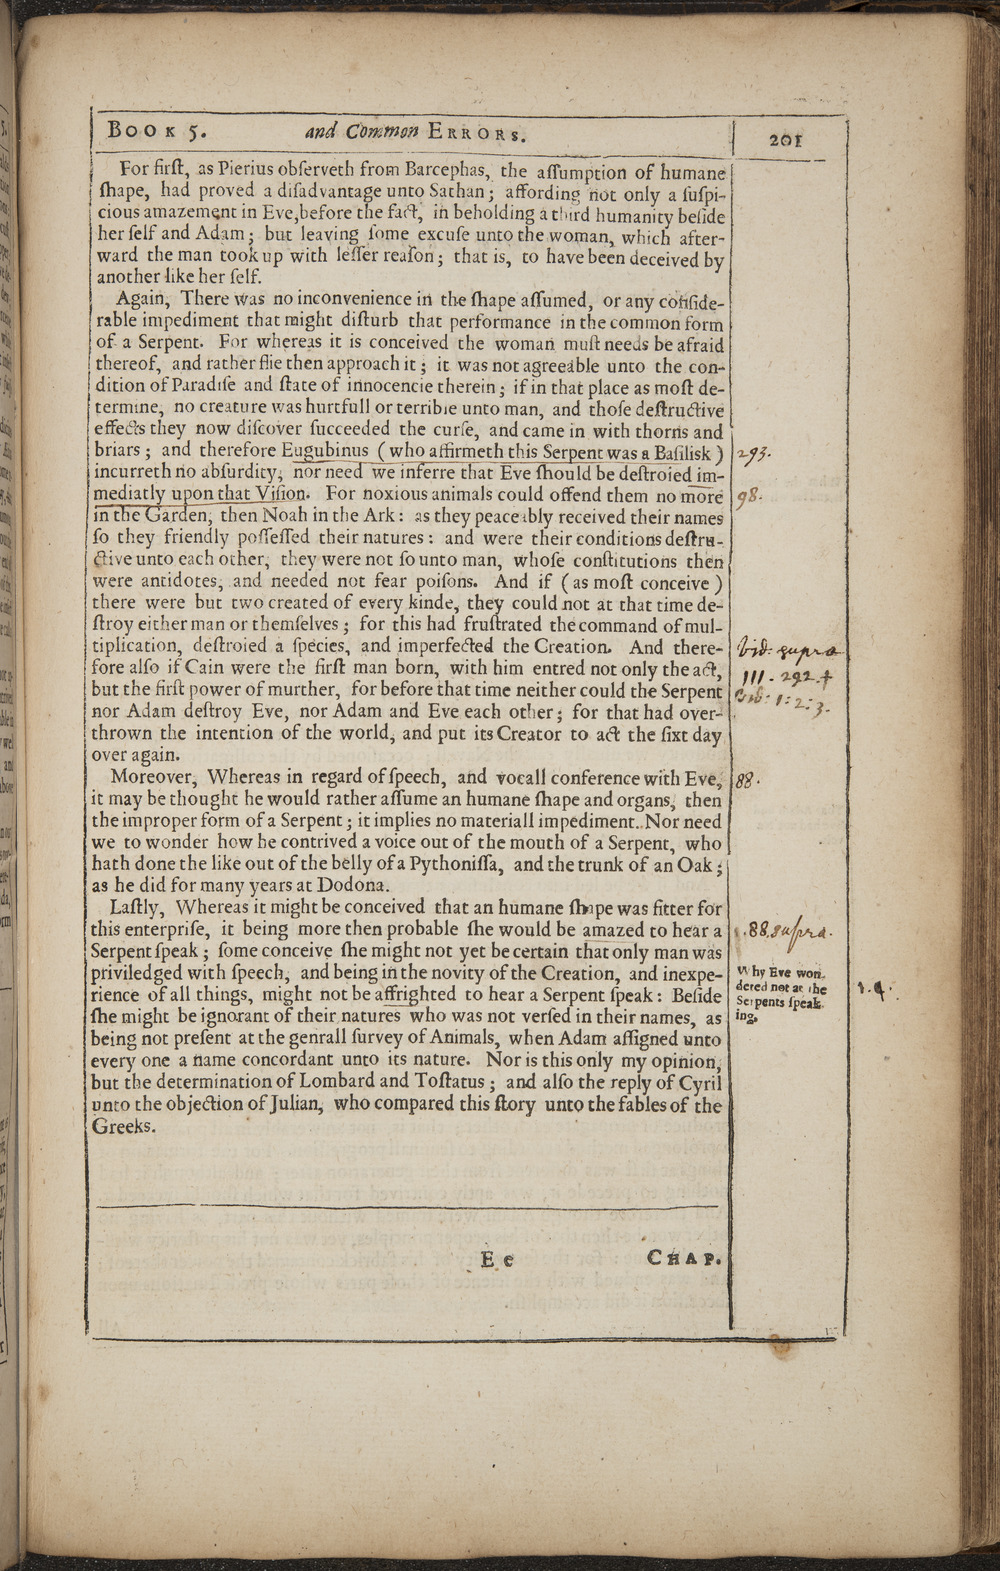 Book 5. and Common Errors. 201
For firſt, as Pierius obſerveth from Barcephas, the aſſumption of humane
ſhape, had proved a diſadvantage unto Sathan; affording not only a ſuſpi-
cious amazement in Eve, before the fact, in beholding a third humanity beſide
her ſelf and Adam; but leaving ſome excuſe unto the woman, which after-
ward the man took up with leſſer reaſon; that is, to have been deceived by
another like her ſelf.
Again, There was no inconvenience in the ſhape aſſumed, or any conſide-
rable impediment that might diſturb that performance in the common form
of a Serpent. For whereas it is conceived the woman muſt needs be afraid
thereof, and rather flie then approach it; it was not agreeable unto the con-
dition of Paradiſe and ſtate of innocencie therein; if in that place as moſt de-
termine, no creature was hurtfull or terrible unto man, and thoſe deſtructive
effects they now diſcover ſucceeded the curſe, and came in with thorns and
briars; and therefore Eugubinus (who affirmeth this Serpent was a Baſilisk)
293.
incurreth no abſurdity, nor need we inferre that Eve ſhould be deſtroied im-
mediatly upon that Viſion. For noxious animals could offend them no more
98.
in the Garden, then Noah in the Ark: as they peaceably received their names
ſo they friendly poſſeſſed their natures: and were their conditions deſtru-
ctive unto each other, they were not ſo unto man, whoſe conſtitutions then
were antidotes, and needed not fear poiſons. And if (as moſt conceive)
there were but two created of every kinde, they could not at that time de-
ſtroy either man or themſelves; for this had fruſtrated the command of mul-
tiplication, deſtroied a ſpecies, and imperfected the Creation. And there-
Vid: supra
fore alſo if Cain were the firſt man born, with him entred not only the act,
111. 292. +
but the firſt power of murther, for before that time neither could the Serpent
1: 2: 3.
nor Adam deſtroy Eve, nor Adam and Eve each other; for that had over-
thrown the intention of the world, and put its Creator to act the ſixt day
over again.
Moreover, Whereas in regard of ſpeech, and vocall conference with Eve,
88.
it may be thought he would rather aſſume an humane ſhape and organs, then
the improper form of a Serpent; it implies no materiall impediment. Nor need
we to wonder how he contrived a voice out of the mouth of a Serpent, who
hath done the like out of the belly of a Pythoniſſa, and the trunk of an Oak;
as he did for many years at Dodona.
Laſtly, Whereas it might be conceived that an humane ſhape was fitter for
this enterpriſe, it being more then probable ſhe would be amazed to hear a
88. supra.
Serpent ſpeak; ſome conceive ſhe might not yet be certain that only man was
priviledged with ſpeech, and being in the novity of the Creation, and inexpe-
rience of all things, might not be affrighted to hear a Serpent ſpeak: Beſide
ſhe might be ignorant of their natures who was not verſed in their names, as
being not preſent at the genrall ſurvey of Animals, when Adam aſſigned unto
every one a name concordant unto its nature. Nor is this only my opinion,
but the determination of Lombard and Toſtatus; and alſo the reply of Cyril
unto the objection of Julian, who compared this ſtory unto the fables of the
Greeks.
Why Eve won-
dered not at the
Serpents ſpeak-
ing.
E e Chap.